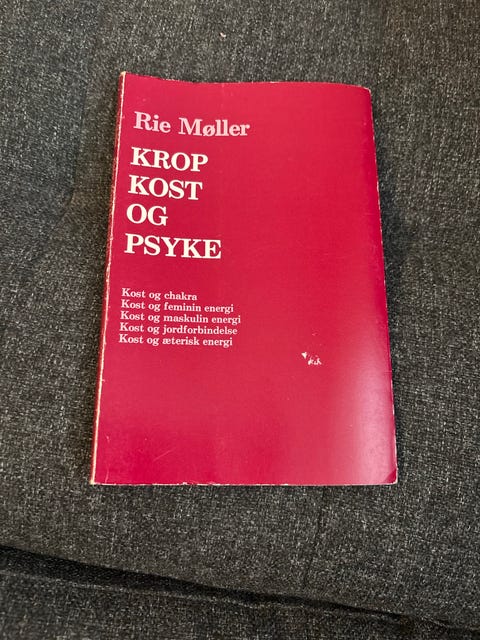 Rie Møller
KROP
KOST
OG
PSYKE
Kost og chakra
Kost og feminin energi
Kost og maskulin energi
Kost og jordforbindelse
Kost og æterisk energi